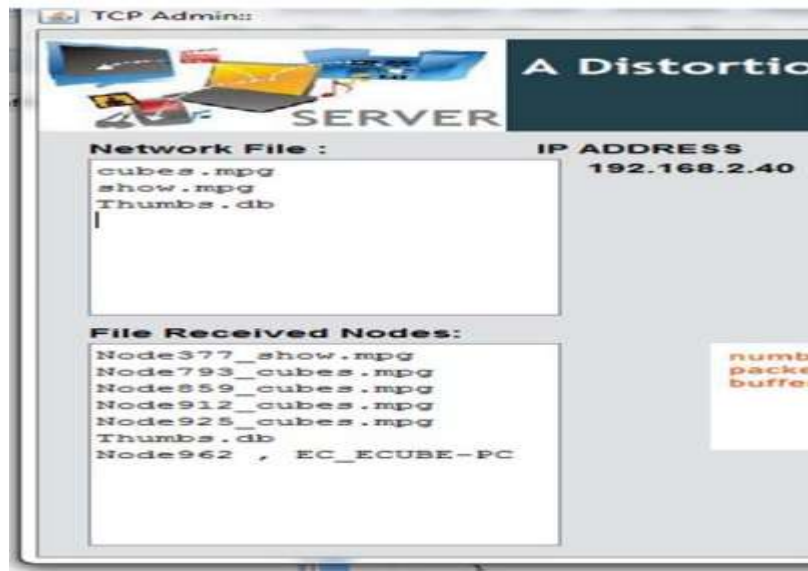 TCP Admin::
A Distortio
SERVER
Network File :
IP ADDRESS
cubes.mpg
192.168.2.40
show.mpg
Thumbs.db
File Received Nodes:
Node377_show.mpg
Node793_cubes.mpg
Node859_cubes.mpg
Node912_cubes.mpg
Node925_cubes.mpg
Thumbs.db
Node962 , EC_ECUBE-PC
numb
packe
buffe